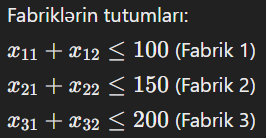 Fabriklərin tutumları:
x₁₁ + x₁₂ ≤ 100 (Fabrik 1)
x₂₁ + x₂₂ ≤ 150 (Fabrik 2)
x₃₁ + x₃₂ ≤ 200 (Fabrik 3)